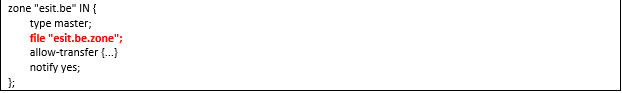 zone "esit.be" IN {
type master;
file "esit.be.zone";
allow-transfer {...}
notify yes;
};